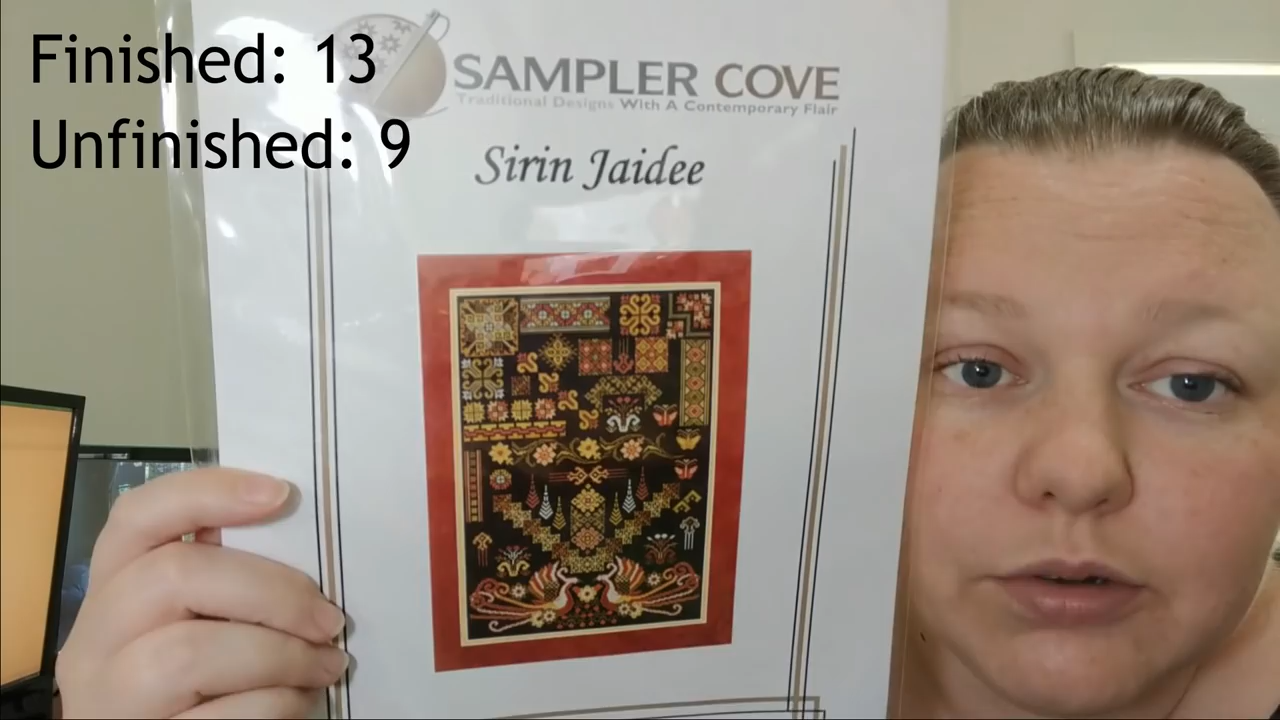 Finished: 13
Unfinished: 9
SAMPLER COVE
Traditional Designs With A Contemporary Flair
Sirin Jaidee